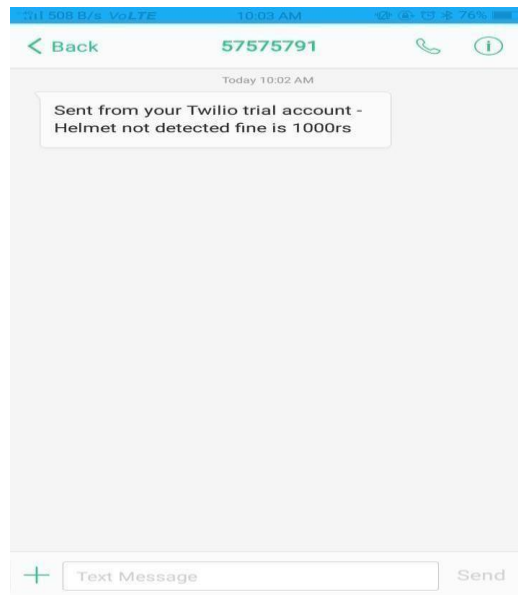 508 B/s VoLTE 10:03 AM 76%
Back 57575791
Today 10:02 AM
Sent from your Twilio trial account -
Helmet not detected fine is 1000rs
Text Message Send